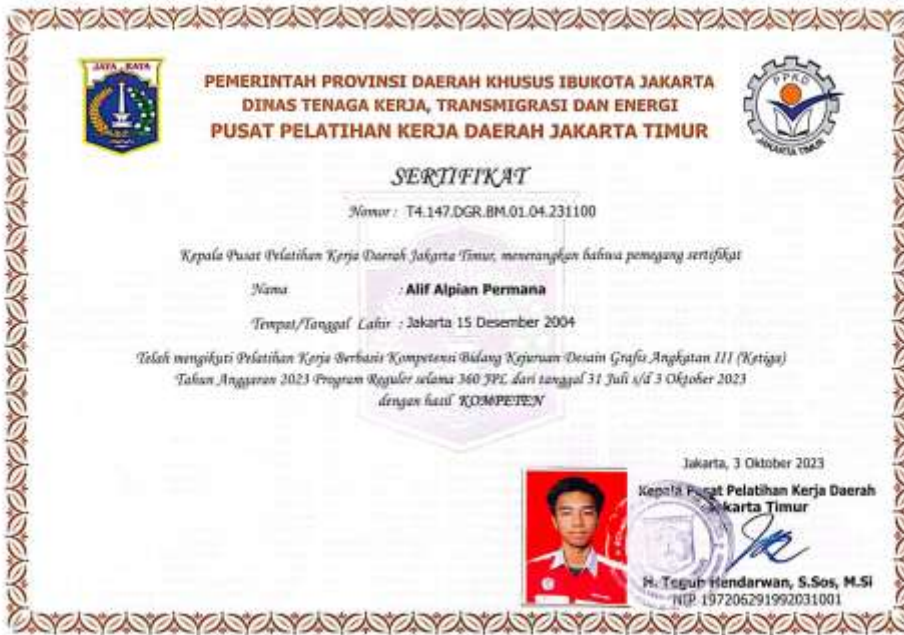 JAYA RAYA
PPKD
JAKARTA TIMUR
PEMERINTAH PROVINSI DAERAH KHUSUS IBUKOTA JAKARTA
DINAS TENAGA KERJA, TRANSMIGRASI DAN ENERGI
PUSAT PELATIHAN KERJA DAERAH JAKARTA TIMUR
SERTIFIKAT
Nomor : T4.147.DGR.BM.01.04.231100
Kepala Pusat Pelatihan Kerja Daerah Jakarta Timur, menerangkan bahwa pemegang sertifikat
Nama : Alif Alpian Permana
Tempat/Tanggal Lahir : Jakarta 15 Desember 2004
Telah mengikuti Pelatihan Kerja Berbasis Kompetensi Bidang Kejuruan Desain Grafis Angkatan III (Ketiga)
Tahun Anggaran 2023 Program Reguler selama 360 JPL dari tanggal 31 Juli s/d 3 Oktober 2023
dengan hasil KOMPETEN
Jakarta, 3 Oktober 2023
Kepala Pusat Pelatihan Kerja Daerah
Jakarta Timur
H. Teguh Hendarwan, S.Sos, M.Si
NIP 197206291992031001